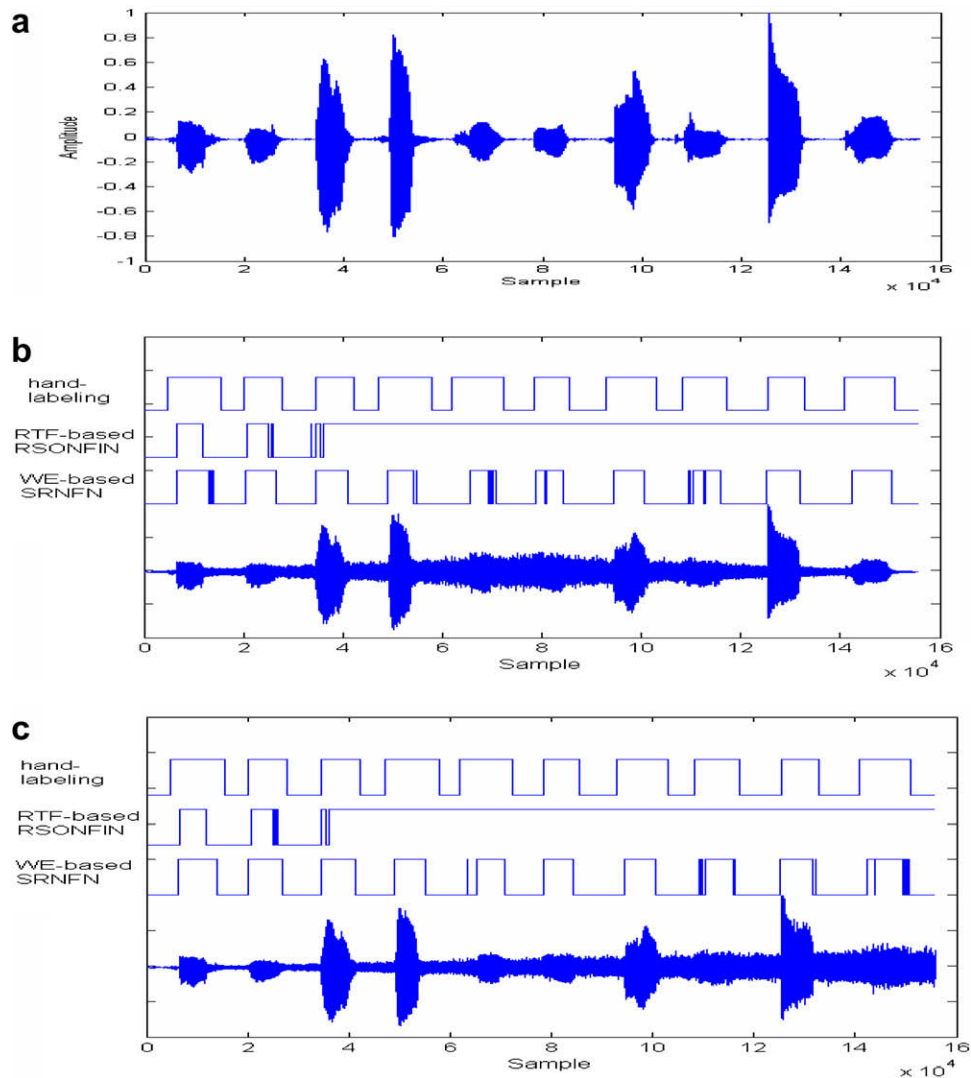 a
1
0.8
0.6
0.4
0.2
0
-0.2
-0.4
-0.6
-0.8
-1
Amplitude
0 2 4 6 8 10 12 14 16
Sample
x 10⁴
b
hand-
labeling
RTF-based
RSONFIN
WE-based
SRNFN
0 2 4 6 8 10 12 14 16
Sample
x 10⁴
c
hand-
labeling
RTF-based
RSONFIN
WE-based
SRNFN
0 2 4 6 8 10 12 14 16
Sample
x 10⁴